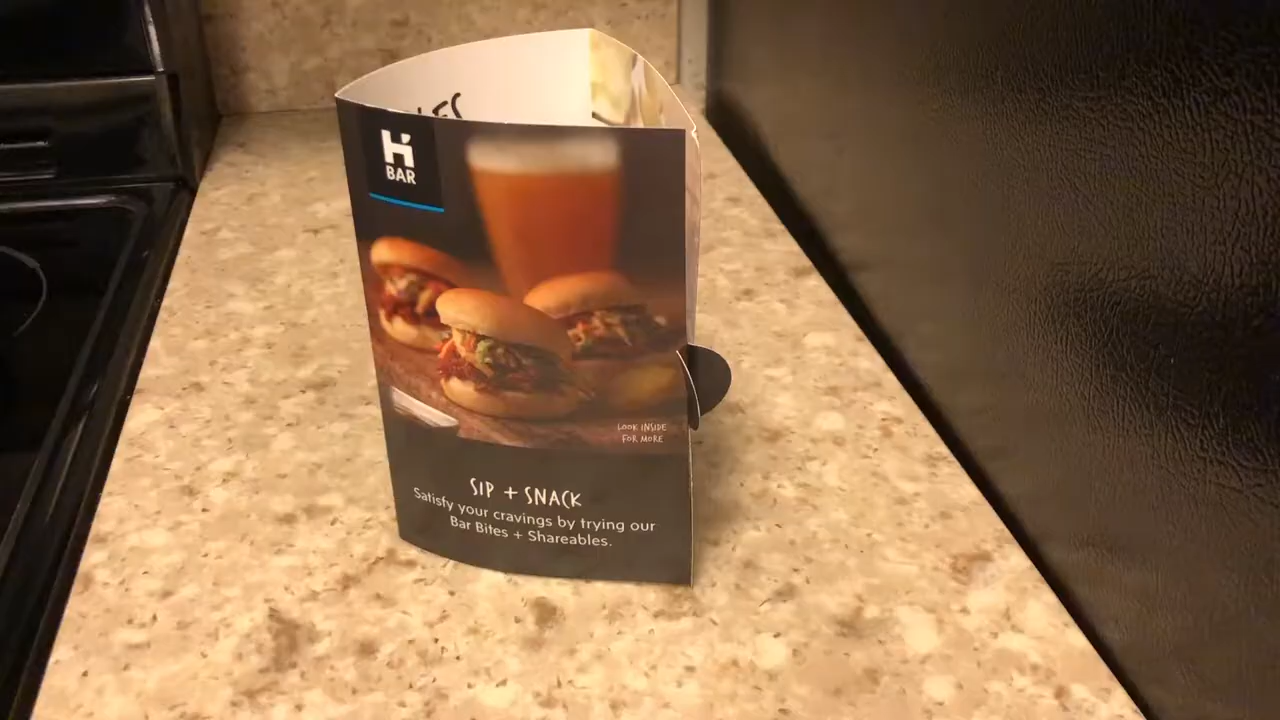 H
BAR
LOOK INSIDE
FOR MORE
SIP + SNACK
Satisfy your cravings by trying our
Bar Bites + Shareables.